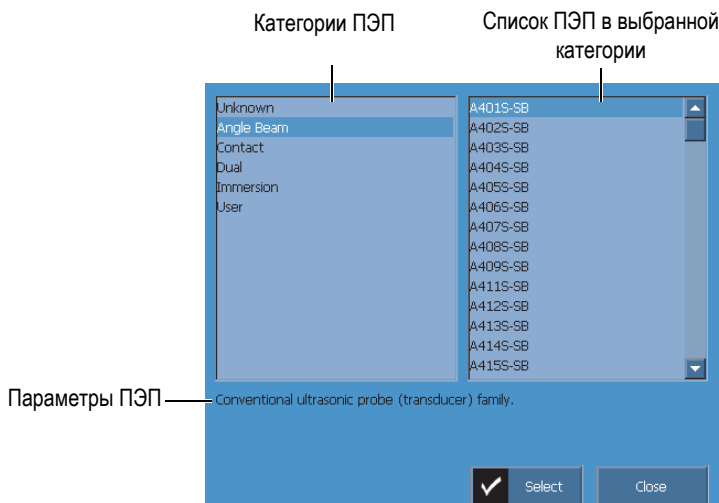 Категории ПЭП
Список ПЭП в выбранной
категории
Unknown
Angle Beam
Contact
Dual
Immersion
User
A401S-SB
A402S-SB
A403S-SB
A404S-SB
A405S-SB
A406S-SB
A407S-SB
A408S-SB
A409S-SB
A411S-SB
A412S-SB
A413S-SB
A414S-SB
A415S-SB
Параметры ПЭП
Conventional ultrasonic probe (transducer) family.
Select
Close